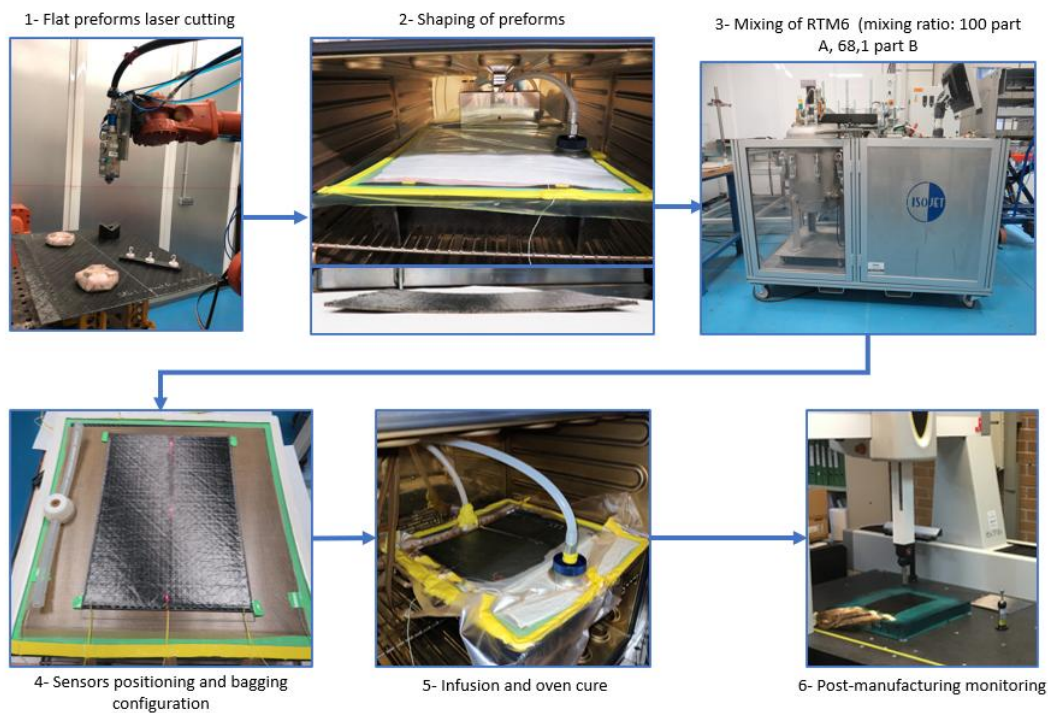 1- Flat preforms laser cutting
2- Shaping of preforms
3- Mixing of RTM6 (mixing ratio: 100 part
A, 68,1 part B
ISOJET
4- Sensors positioning and bagging
configuration
5- Infusion and oven cure
6- Post-manufacturing monitoring